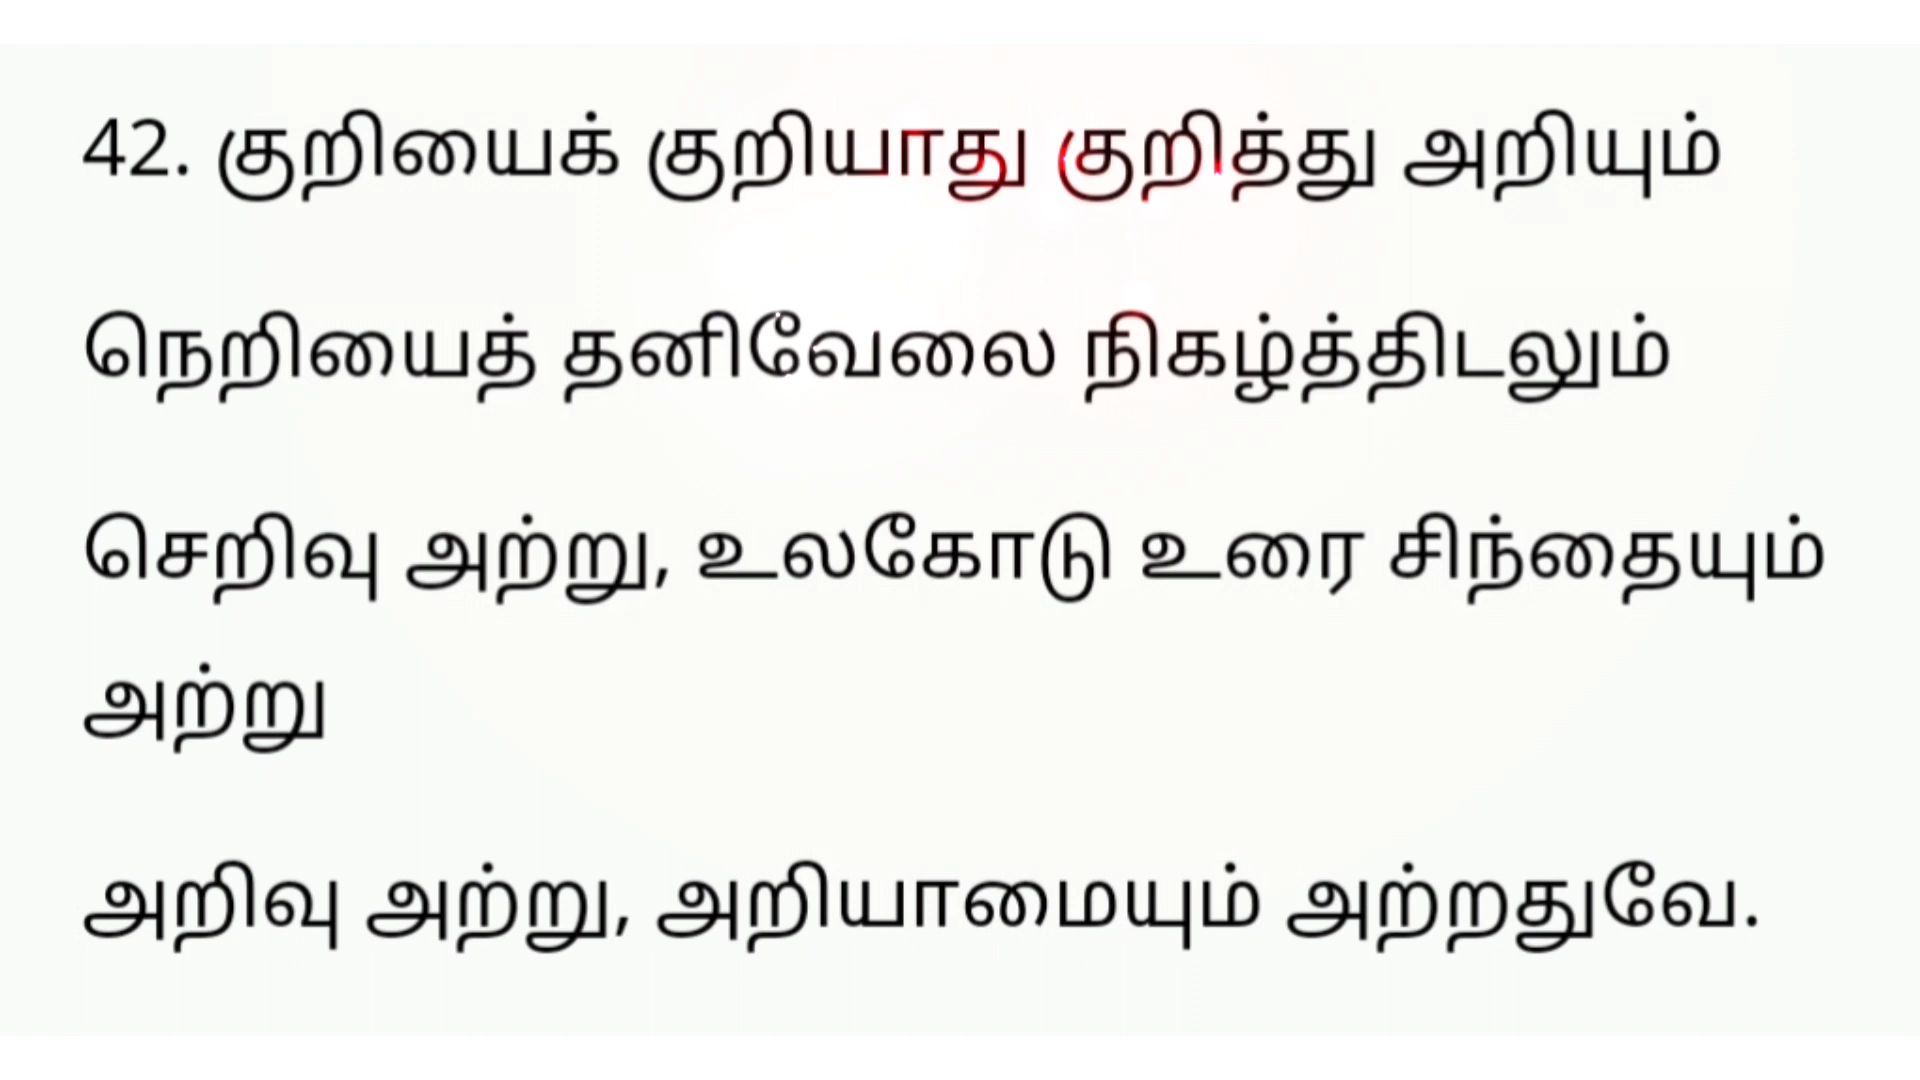 42. குறியைக் குறியாது குறித்து அறியும்
நெறியைத் தனிவேலை நிகழ்த்திடலும்
செறிவு அற்று, உலகோடு உரை சிந்தையும்
அற்று
அறிவு அற்று, அறியாமையும் அற்றதுவே.